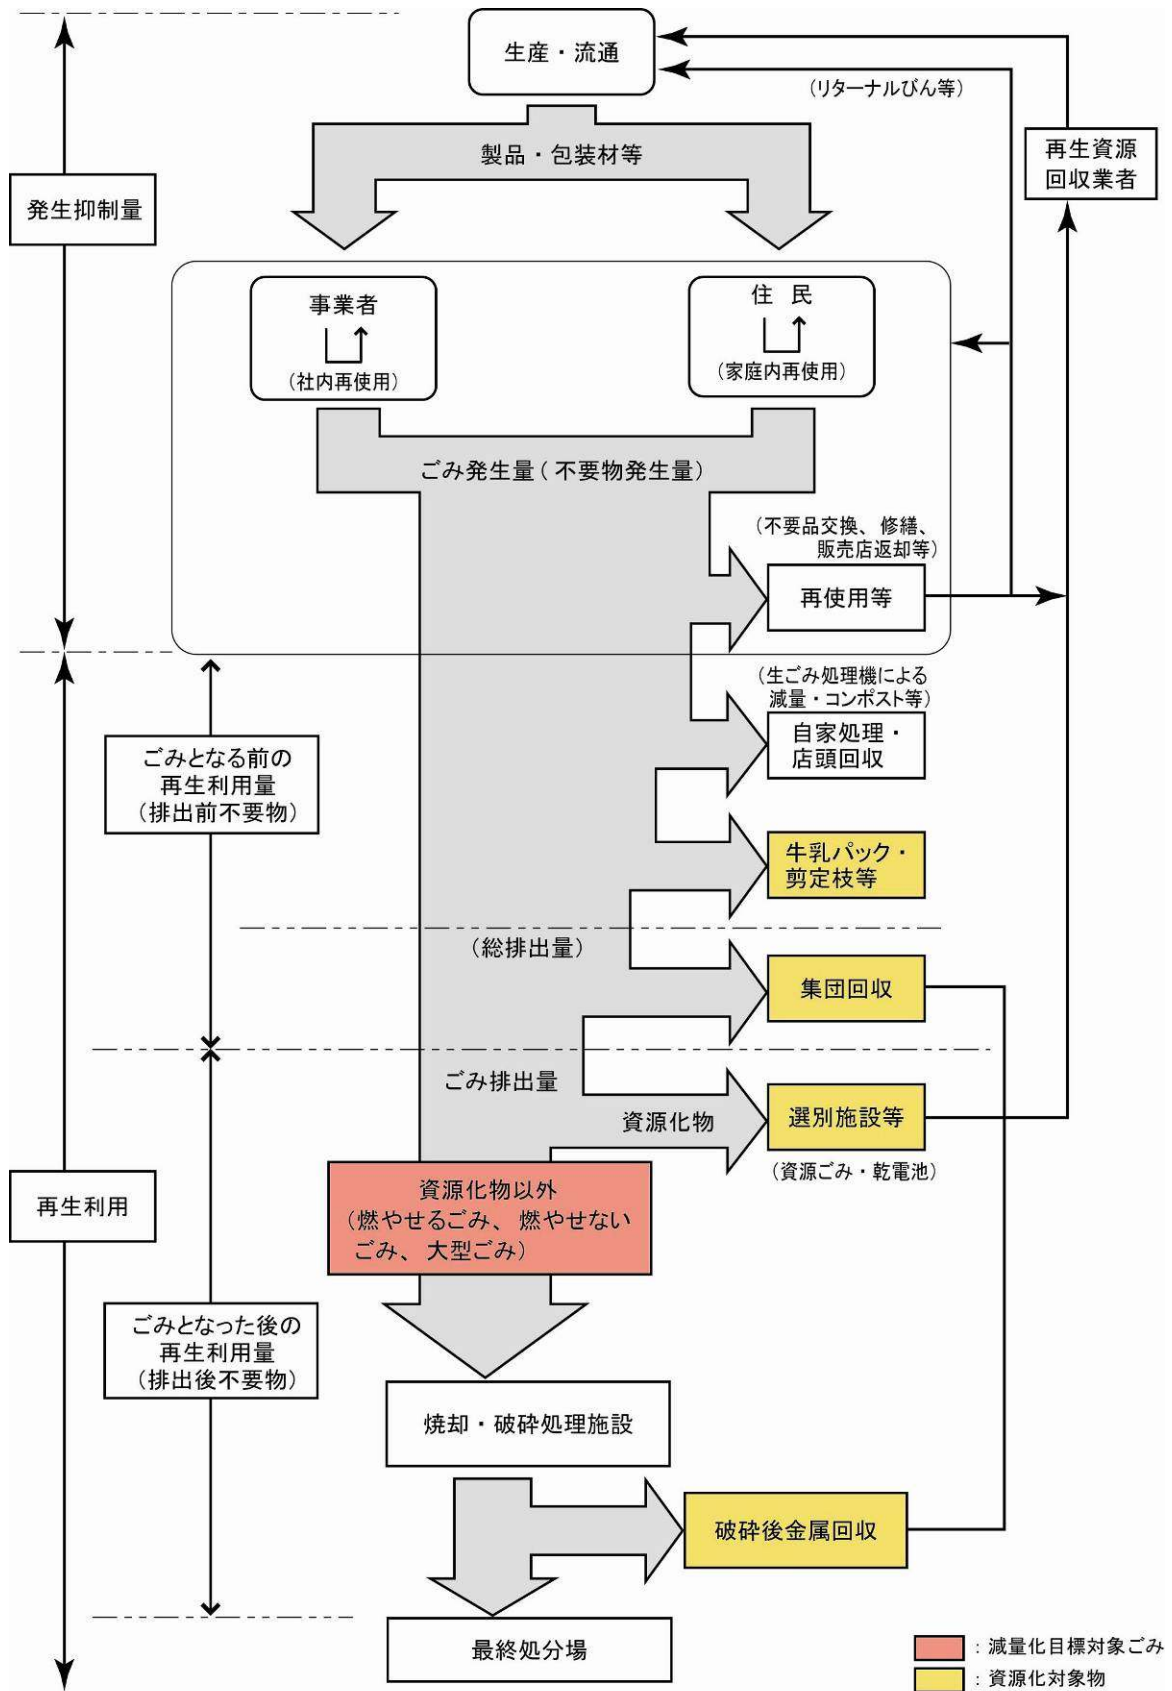 生産・流通
（リターナルびん等）
製品・包装材等
再生資源
回収業者
発生抑制量
事業者
（社内再使用）
住　民
（家庭内再使用）
ごみ発生量（不要物発生量）
（不要品交換、修繕、
販売店返却等）
再使用等
（生ごみ処理機による
減量・コンポスト等）
自家処理・
店頭回収
ごみとなる前の
再生利用量
（排出前不要物）
牛乳パック・
剪定枝等
（総排出量）
集団回収
ごみ排出量
資源化物
選別施設等
（資源ごみ・乾電池）
再生利用
資源化物以外
（燃やせるごみ、燃やせない
ごみ、大型ごみ）
ごみとなった後の
再生利用量
（排出後不要物）
焼却・破砕処理施設
破砕後金属回収
最終処分場
：減量化目標対象ごみ
：資源化対象物